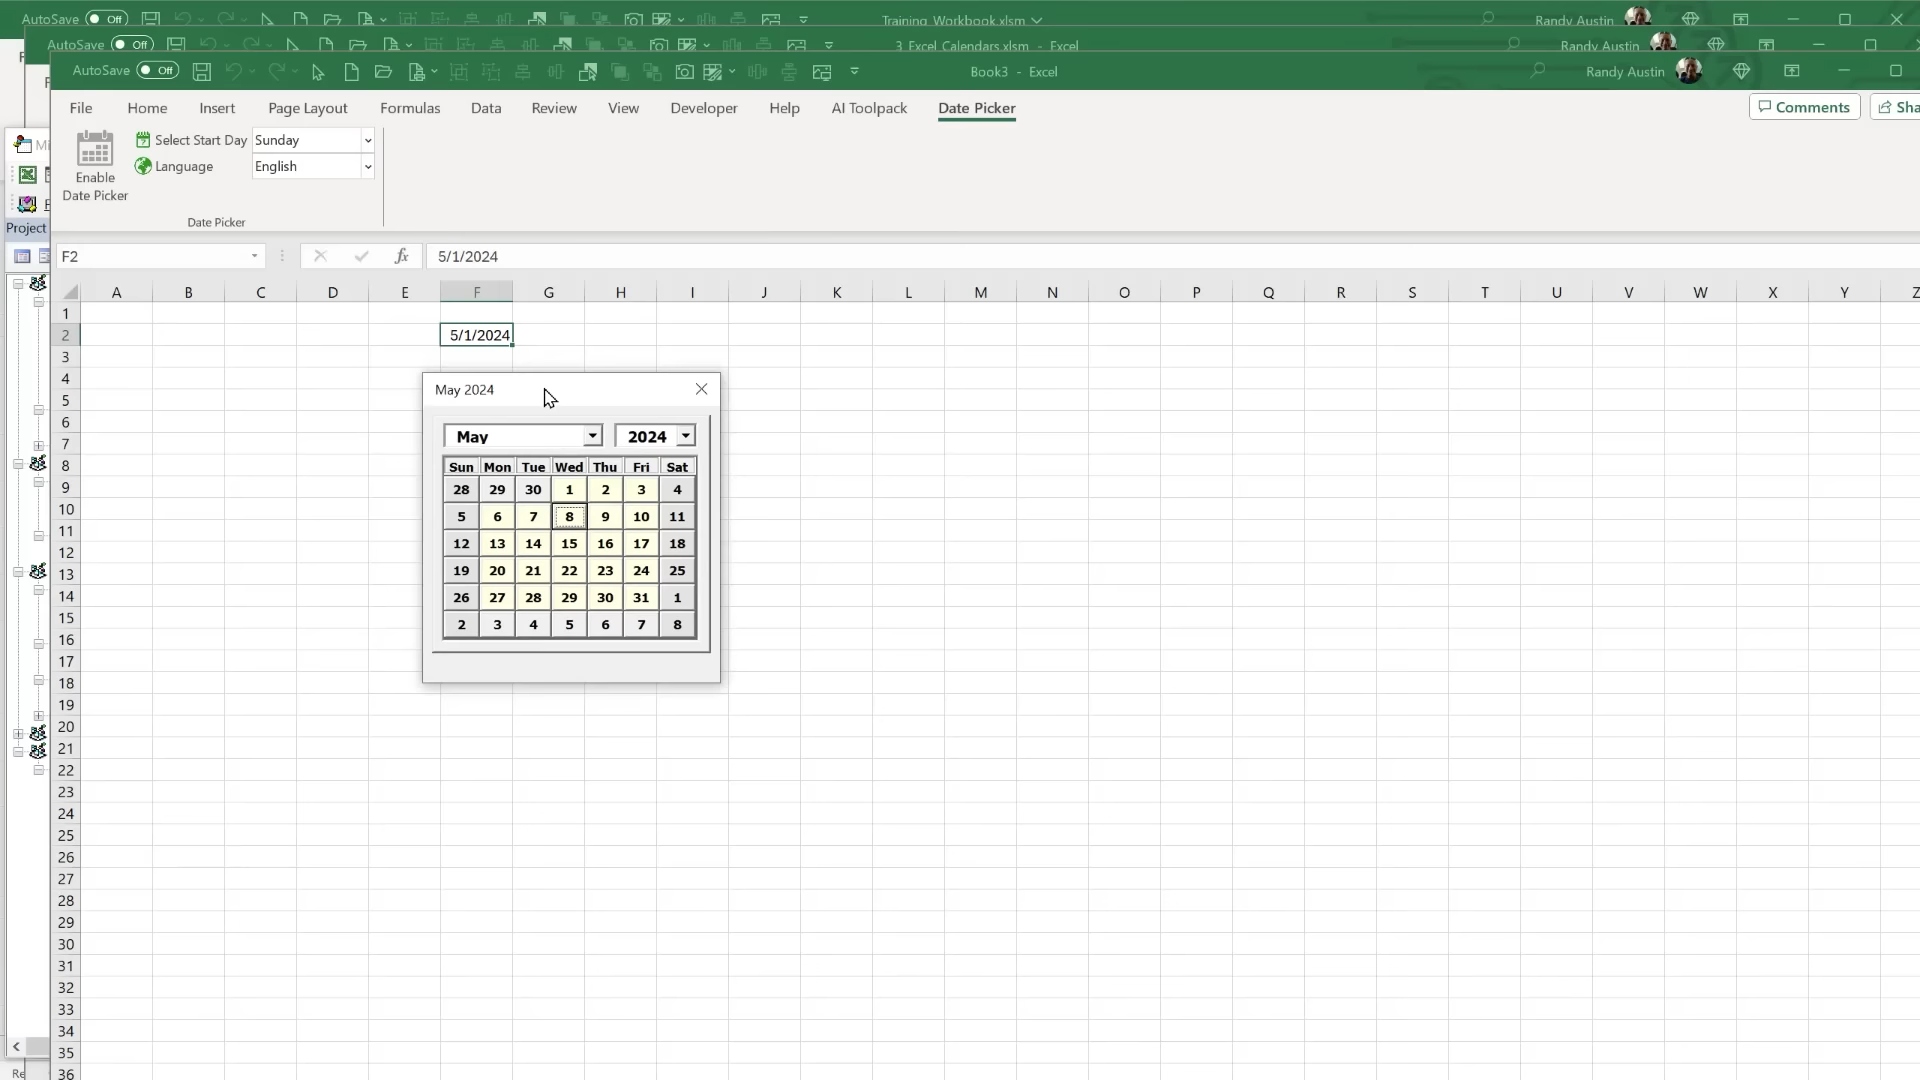 AutoSave Off Training_Workbook.xlsm Randy Austin
AutoSave Off 3 Excel Calendars.xlsm - Excel Randy Austin
AutoSave Off Book3 - Excel Randy Austin
File Home Insert Page Layout Formulas Data Review View Developer Help AI Toolpack Date Picker Comments
Select Start Day Sunday
Language English
Enable
Date Picker
Date Picker
Project
F2 fx 5/1/2024
A B C D E F G H I J K L M N O P Q R S T U V W X Y Z
1
2 5/1/2024
3
4
5
6
7
8
9
10
11
12
13
14
15
16
17
18
19
20
21
22
23
24
25
26
27
28
29
30
31
32
33
34
35
36
May 2024
May 2024
Sun Mon Tue Wed Thu Fri Sat
28 29 30 1 2 3 4
5 6 7 8 9 10 11
12 13 14 15 16 17 18
19 20 21 22 23 24 25
26 27 28 29 30 31 1
2 3 4 5 6 7 8